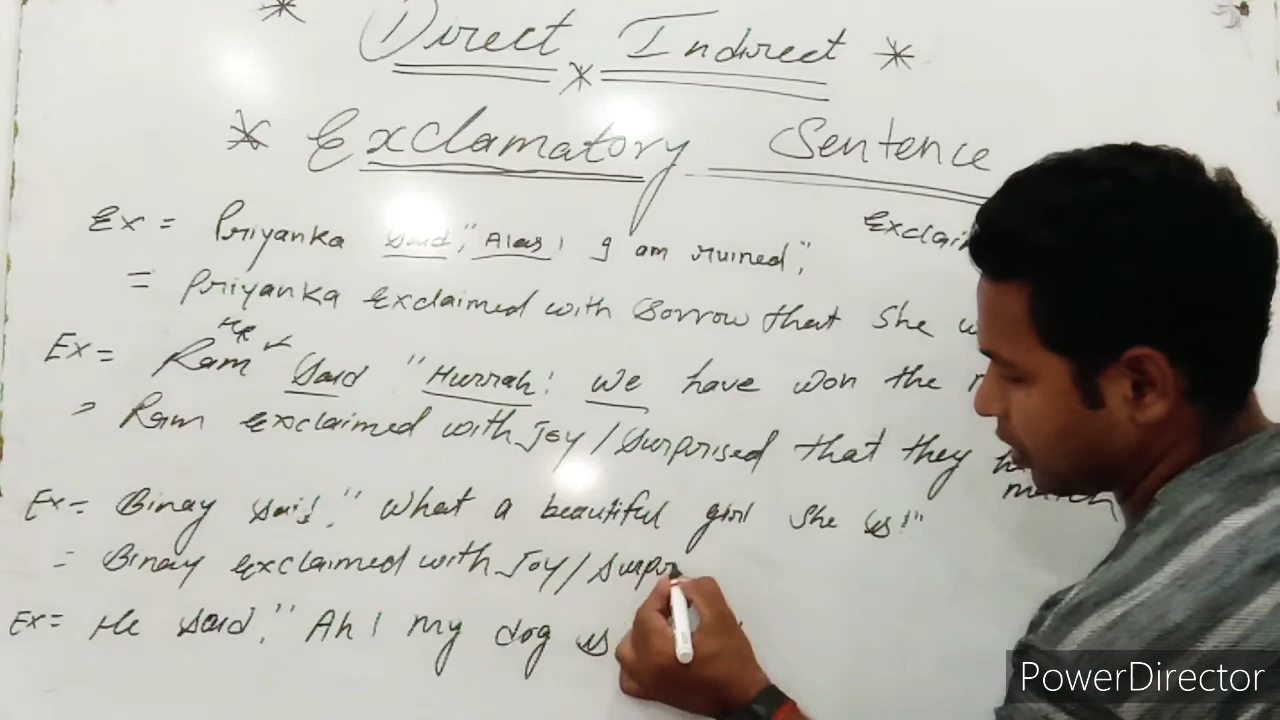 * Direct Indirect *
* Exclamatory Sentence
Exclai
Ex = Priyanka said, "Alas! I am ruined",
= Priyanka Exclaimed with Sorrow that She w
He
Ex = Ram said "Hurrah! we have won the
= Ram exclaimed with Joy / Surprised that they h
match
Ex = Binay said, "What a beautiful girl She is!"
= Binay exclaimed with Joy / Surpr
Ex = He said, "Ah! my dog is
PowerDirector